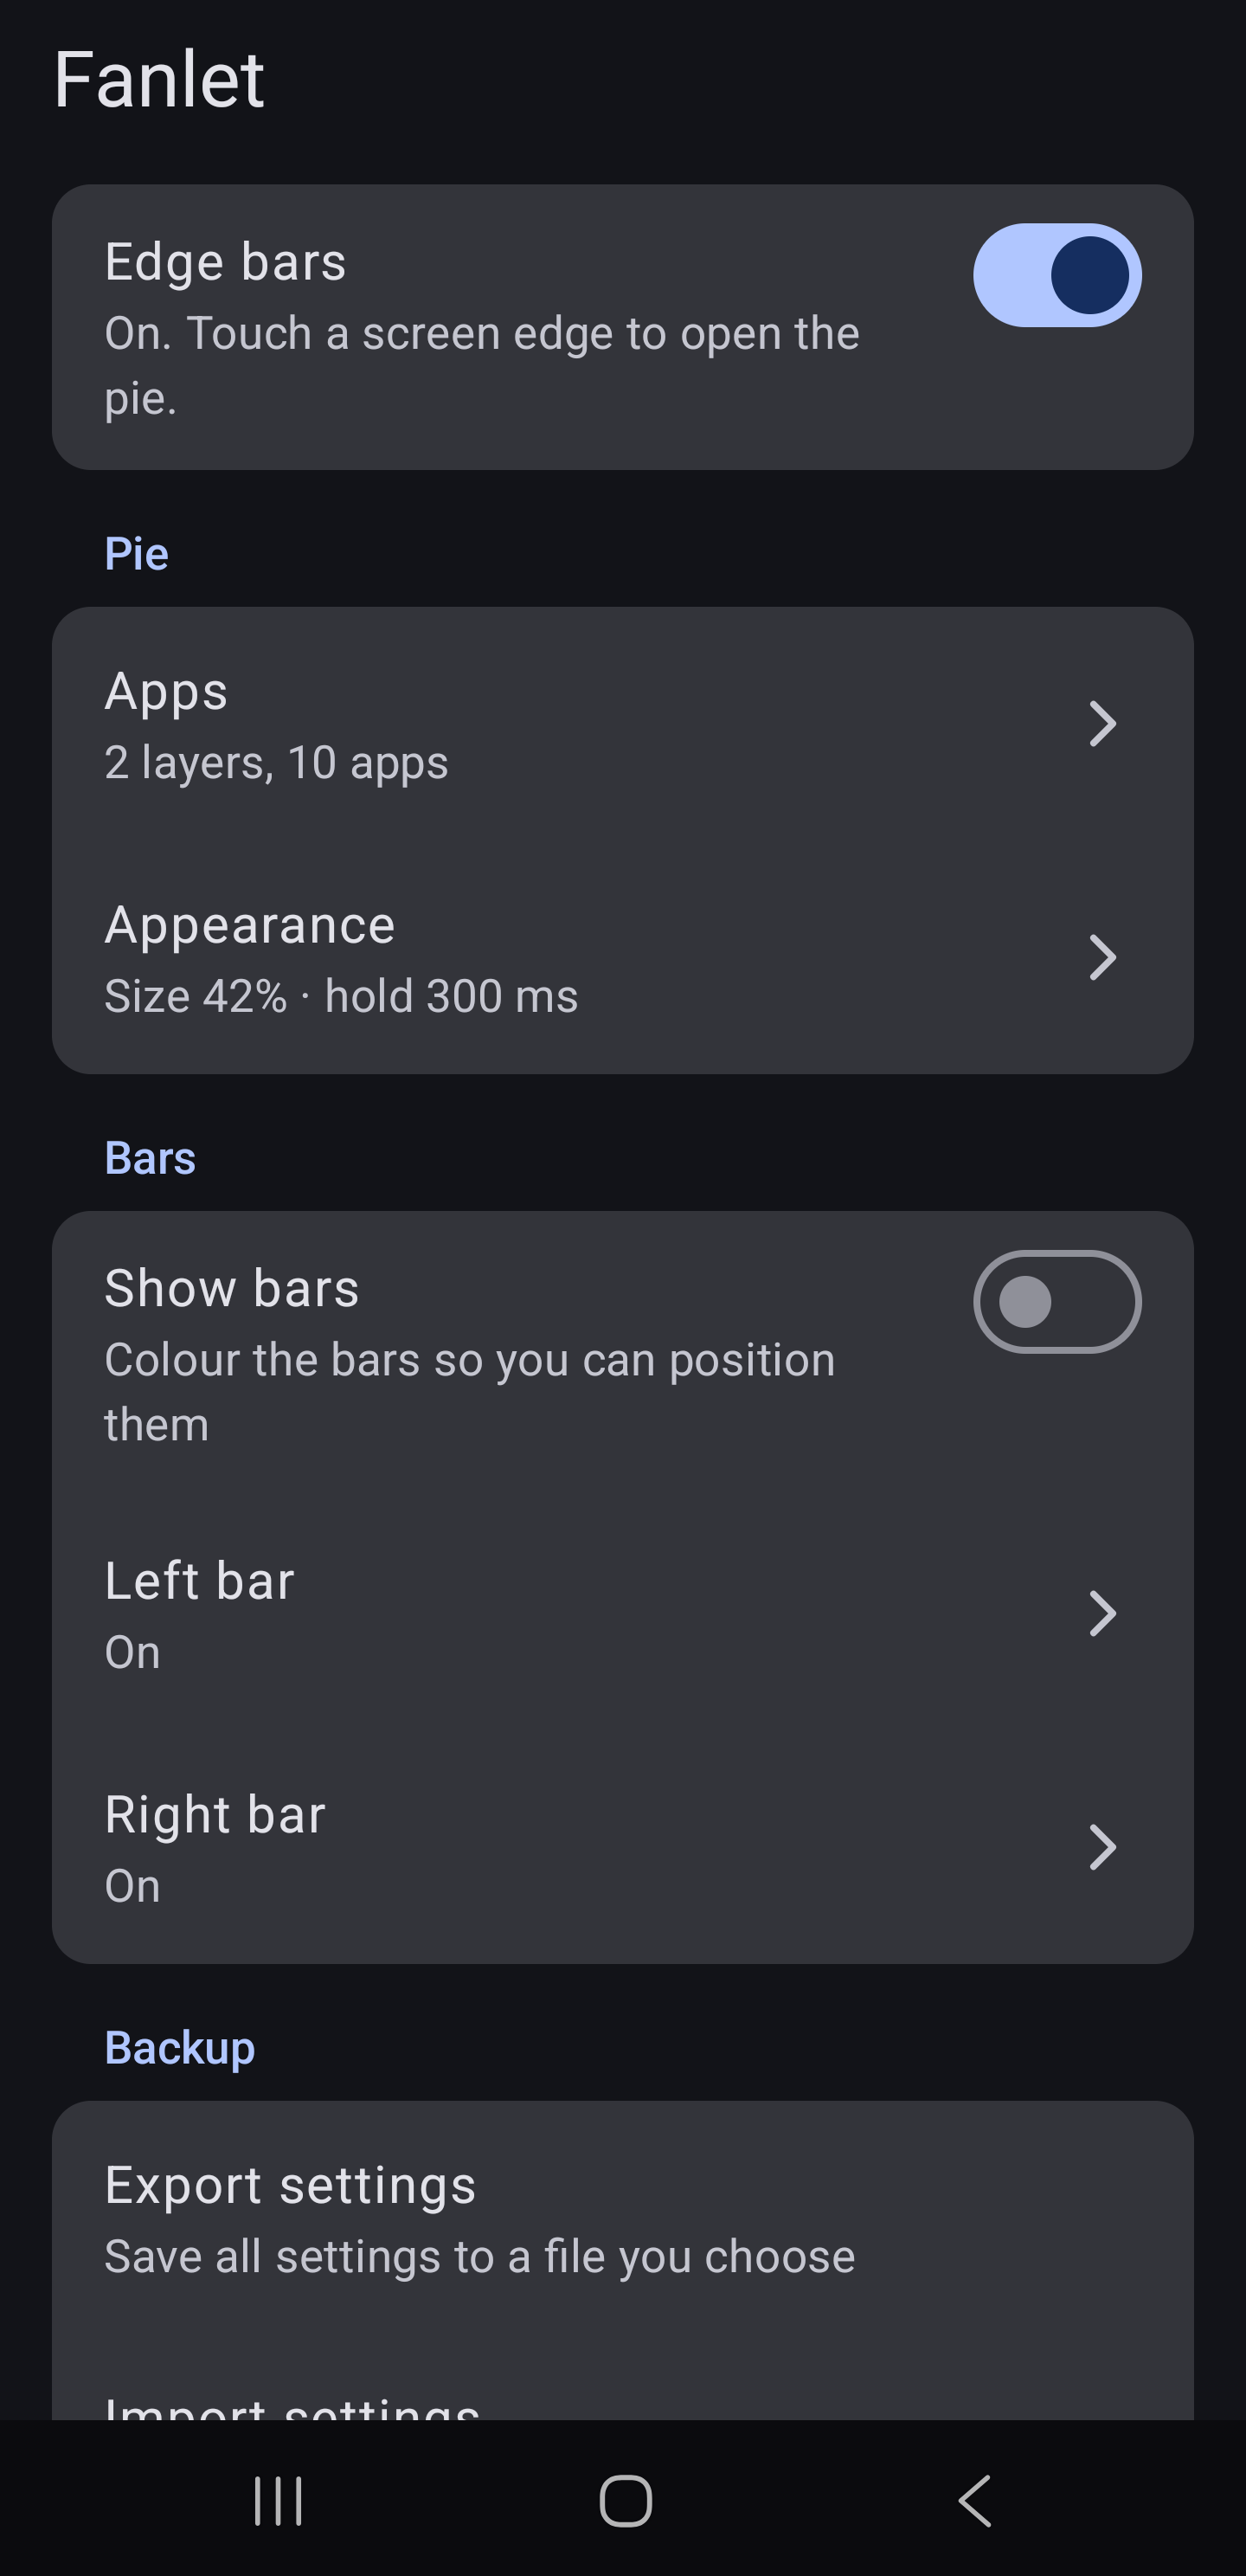 Fanlet
Edge bars
On. Touch a screen edge to open the
pie.
Pie
Apps
2 layers, 10 apps
Appearance
Size 42% · hold 300 ms
Bars
Show bars
Colour the bars so you can position
them
Left bar
On
Right bar
On
Backup
Export settings
Save all settings to a file you choose
Import settings